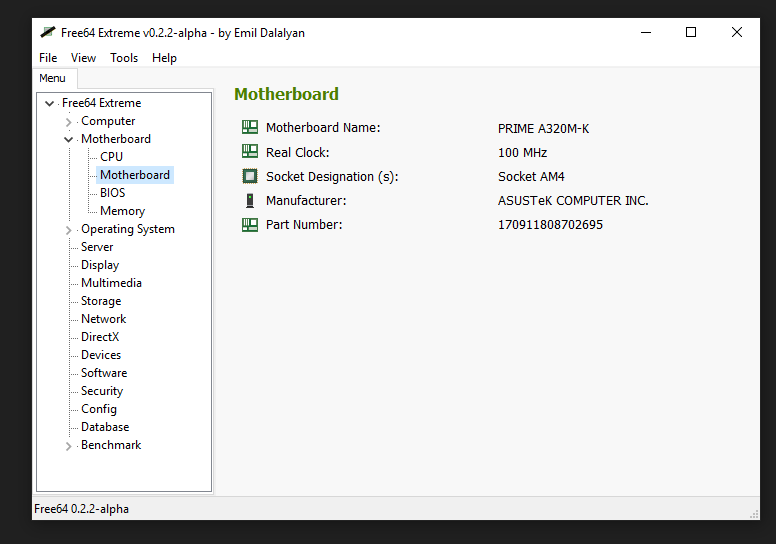 Free64 Extreme v0.2.2-alpha - by Emil Dalalyan
File View Tools Help
Menu
Free64 Extreme
Computer
Motherboard
CPU
Motherboard
BIOS
Memory
Operating System
Server
Display
Multimedia
Storage
Network
DirectX
Devices
Software
Security
Config
Database
Benchmark
Motherboard
Motherboard Name: PRIME A320M-K
Real Clock: 100 MHz
Socket Designation (s): Socket AM4
Manufacturer: ASUSTeK COMPUTER INC.
Part Number: 170911808702695
Free64 0.2.2-alpha